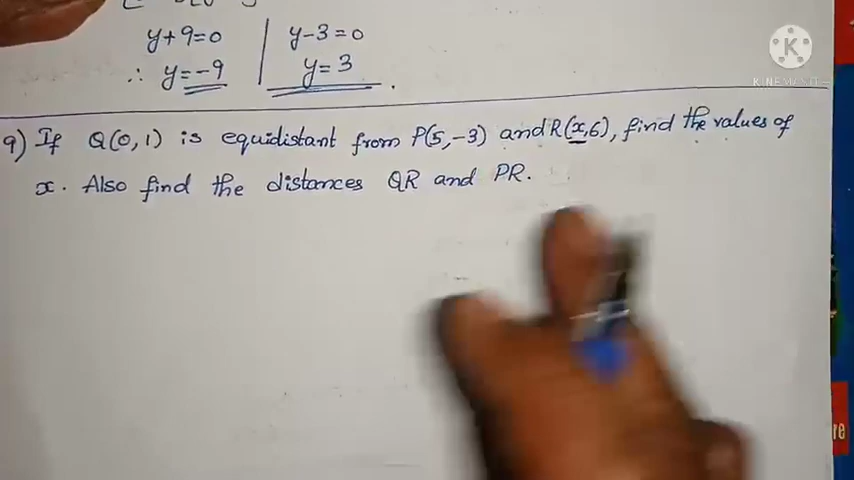 y+9=0 y-3=0
∴ y=-9 y=3
KINEMASTER
9) If Q(0,1) is equidistant from P(5,-3) and R(x,6), find the values of
x. Also find the distances QR and PR.